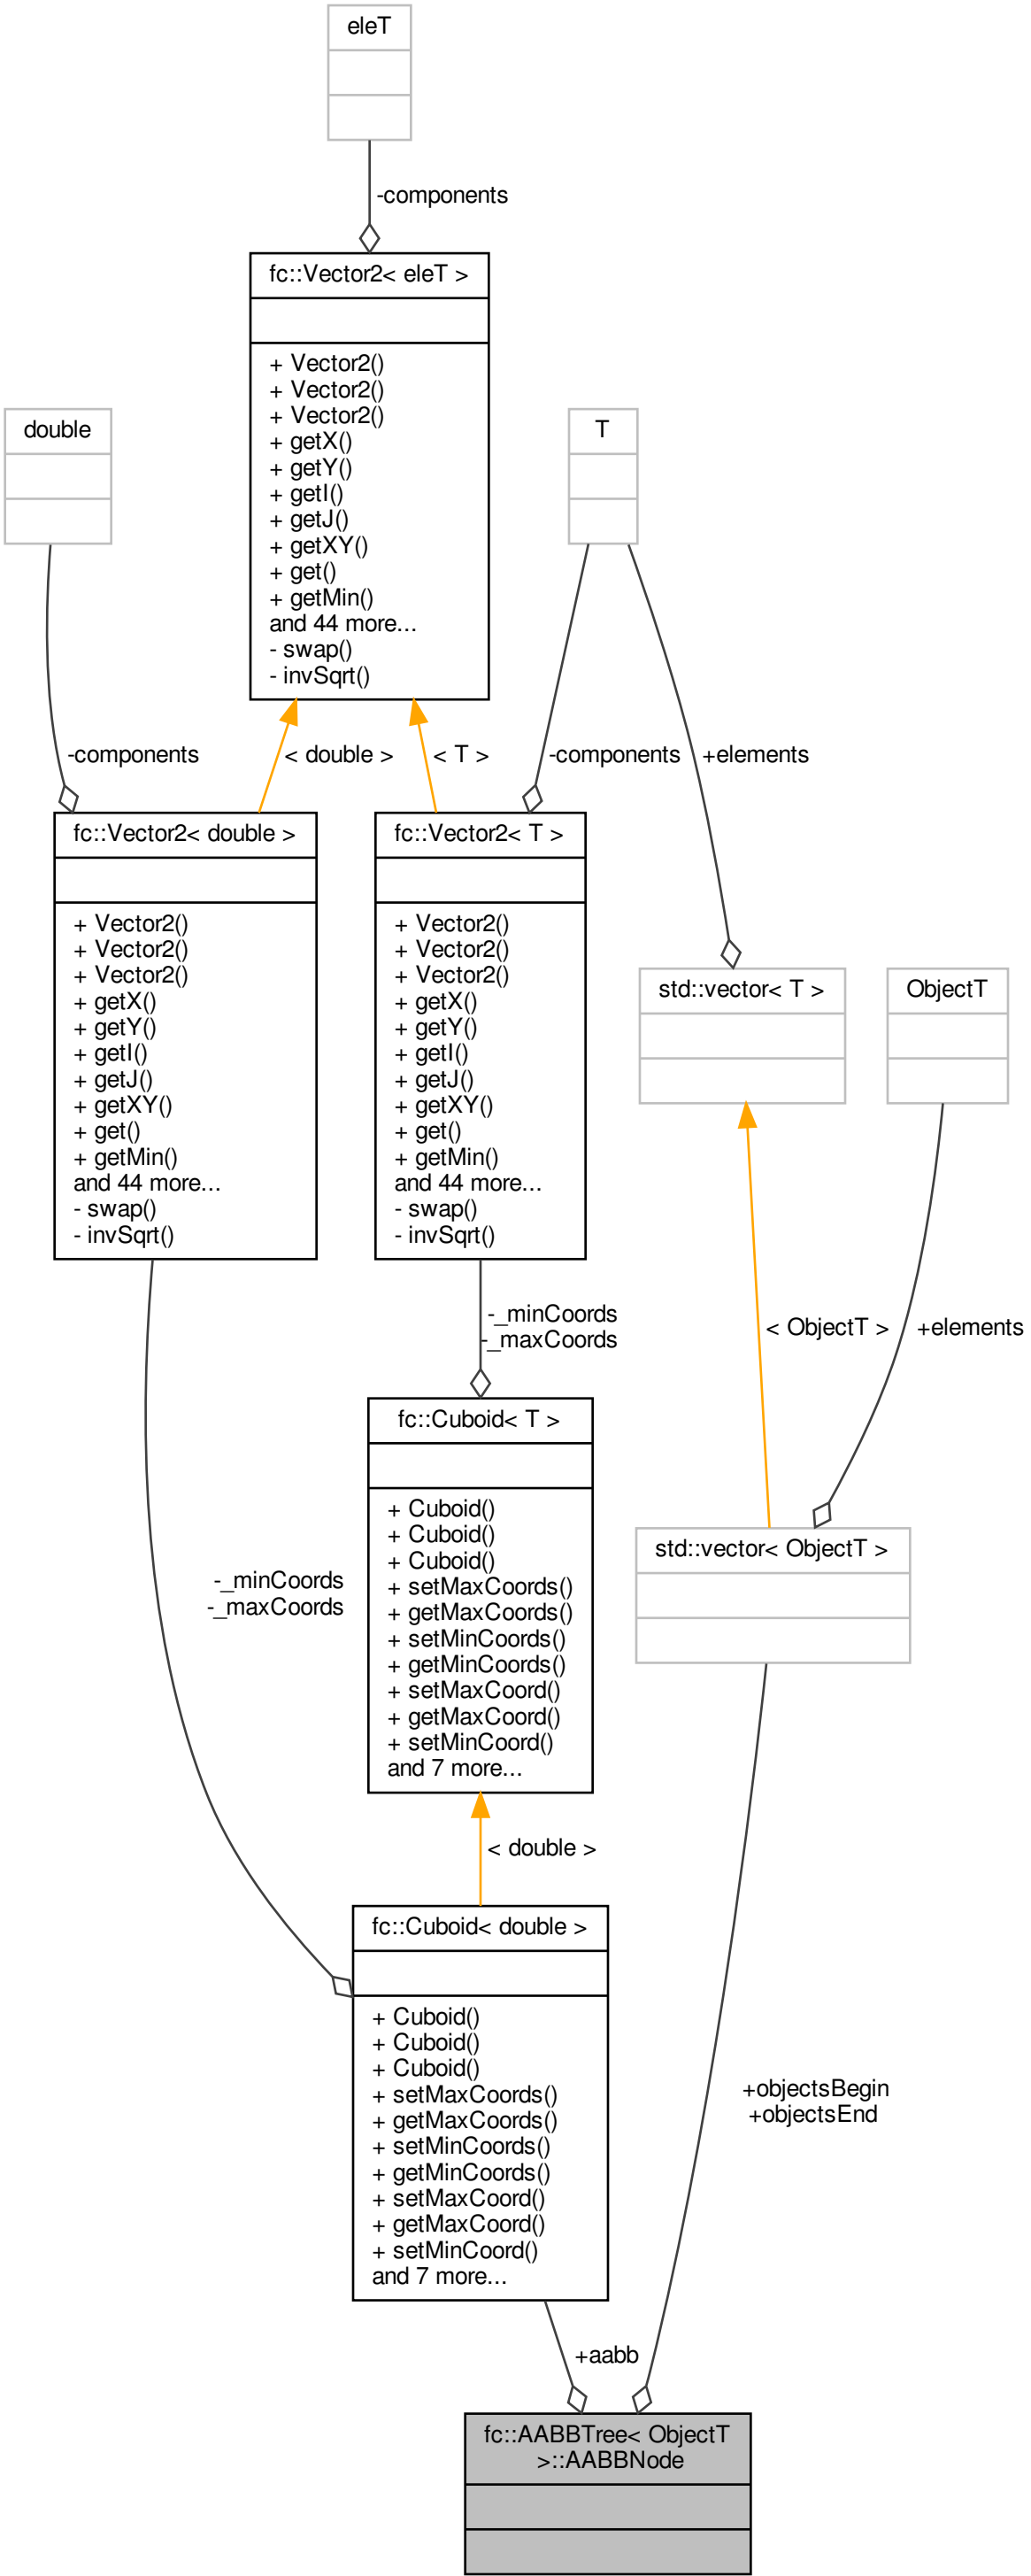 eleT
-components
fc::Vector2< eleT >
+ Vector2()
+ Vector2()
+ Vector2()
+ getX()
+ getY()
+ getI()
+ getJ()
+ getXY()
+ get()
+ getMin()
and 44 more...
- swap()
- invSqrt()
double
T
-components
< double >
< T >
-components
+elements
fc::Vector2< double >
+ Vector2()
+ Vector2()
+ Vector2()
+ getX()
+ getY()
+ getI()
+ getJ()
+ getXY()
+ get()
+ getMin()
and 44 more...
- swap()
- invSqrt()
fc::Vector2< T >
+ Vector2()
+ Vector2()
+ Vector2()
+ getX()
+ getY()
+ getI()
+ getJ()
+ getXY()
+ get()
+ getMin()
and 44 more...
- swap()
- invSqrt()
std::vector< T >
ObjectT
-_minCoords
-_maxCoords
< ObjectT >
+elements
fc::Cuboid< T >
+ Cuboid()
+ Cuboid()
+ Cuboid()
+ setMaxCoords()
+ getMaxCoords()
+ setMinCoords()
+ getMinCoords()
+ setMaxCoord()
+ getMaxCoord()
+ setMinCoord()
and 7 more...
std::vector< ObjectT >
-_minCoords
-_maxCoords
< double >
fc::Cuboid< double >
+ Cuboid()
+ Cuboid()
+ Cuboid()
+ setMaxCoords()
+ getMaxCoords()
+ setMinCoords()
+ getMinCoords()
+ setMaxCoord()
+ getMaxCoord()
+ setMinCoord()
and 7 more...
+objectsBegin
+objectsEnd
+aabb
fc::AABBTree< ObjectT
>::AABBNode